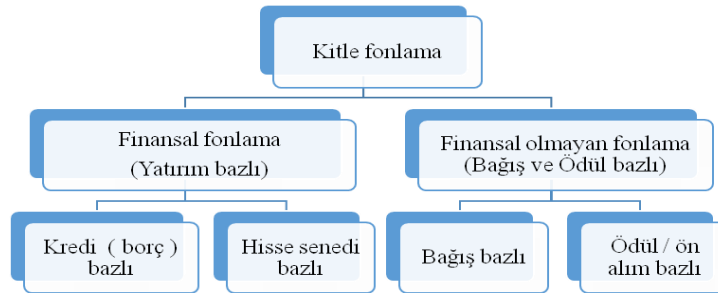 Kitle fonlama
Finansal fonlama
(Yatırım bazlı)
Finansal olmayan fonlama
(Bağış ve Ödül bazlı)
Kredi ( borç )
bazlı
Hisse senedi
bazlı
Bağış bazlı
Ödül / ön
alım bazlı